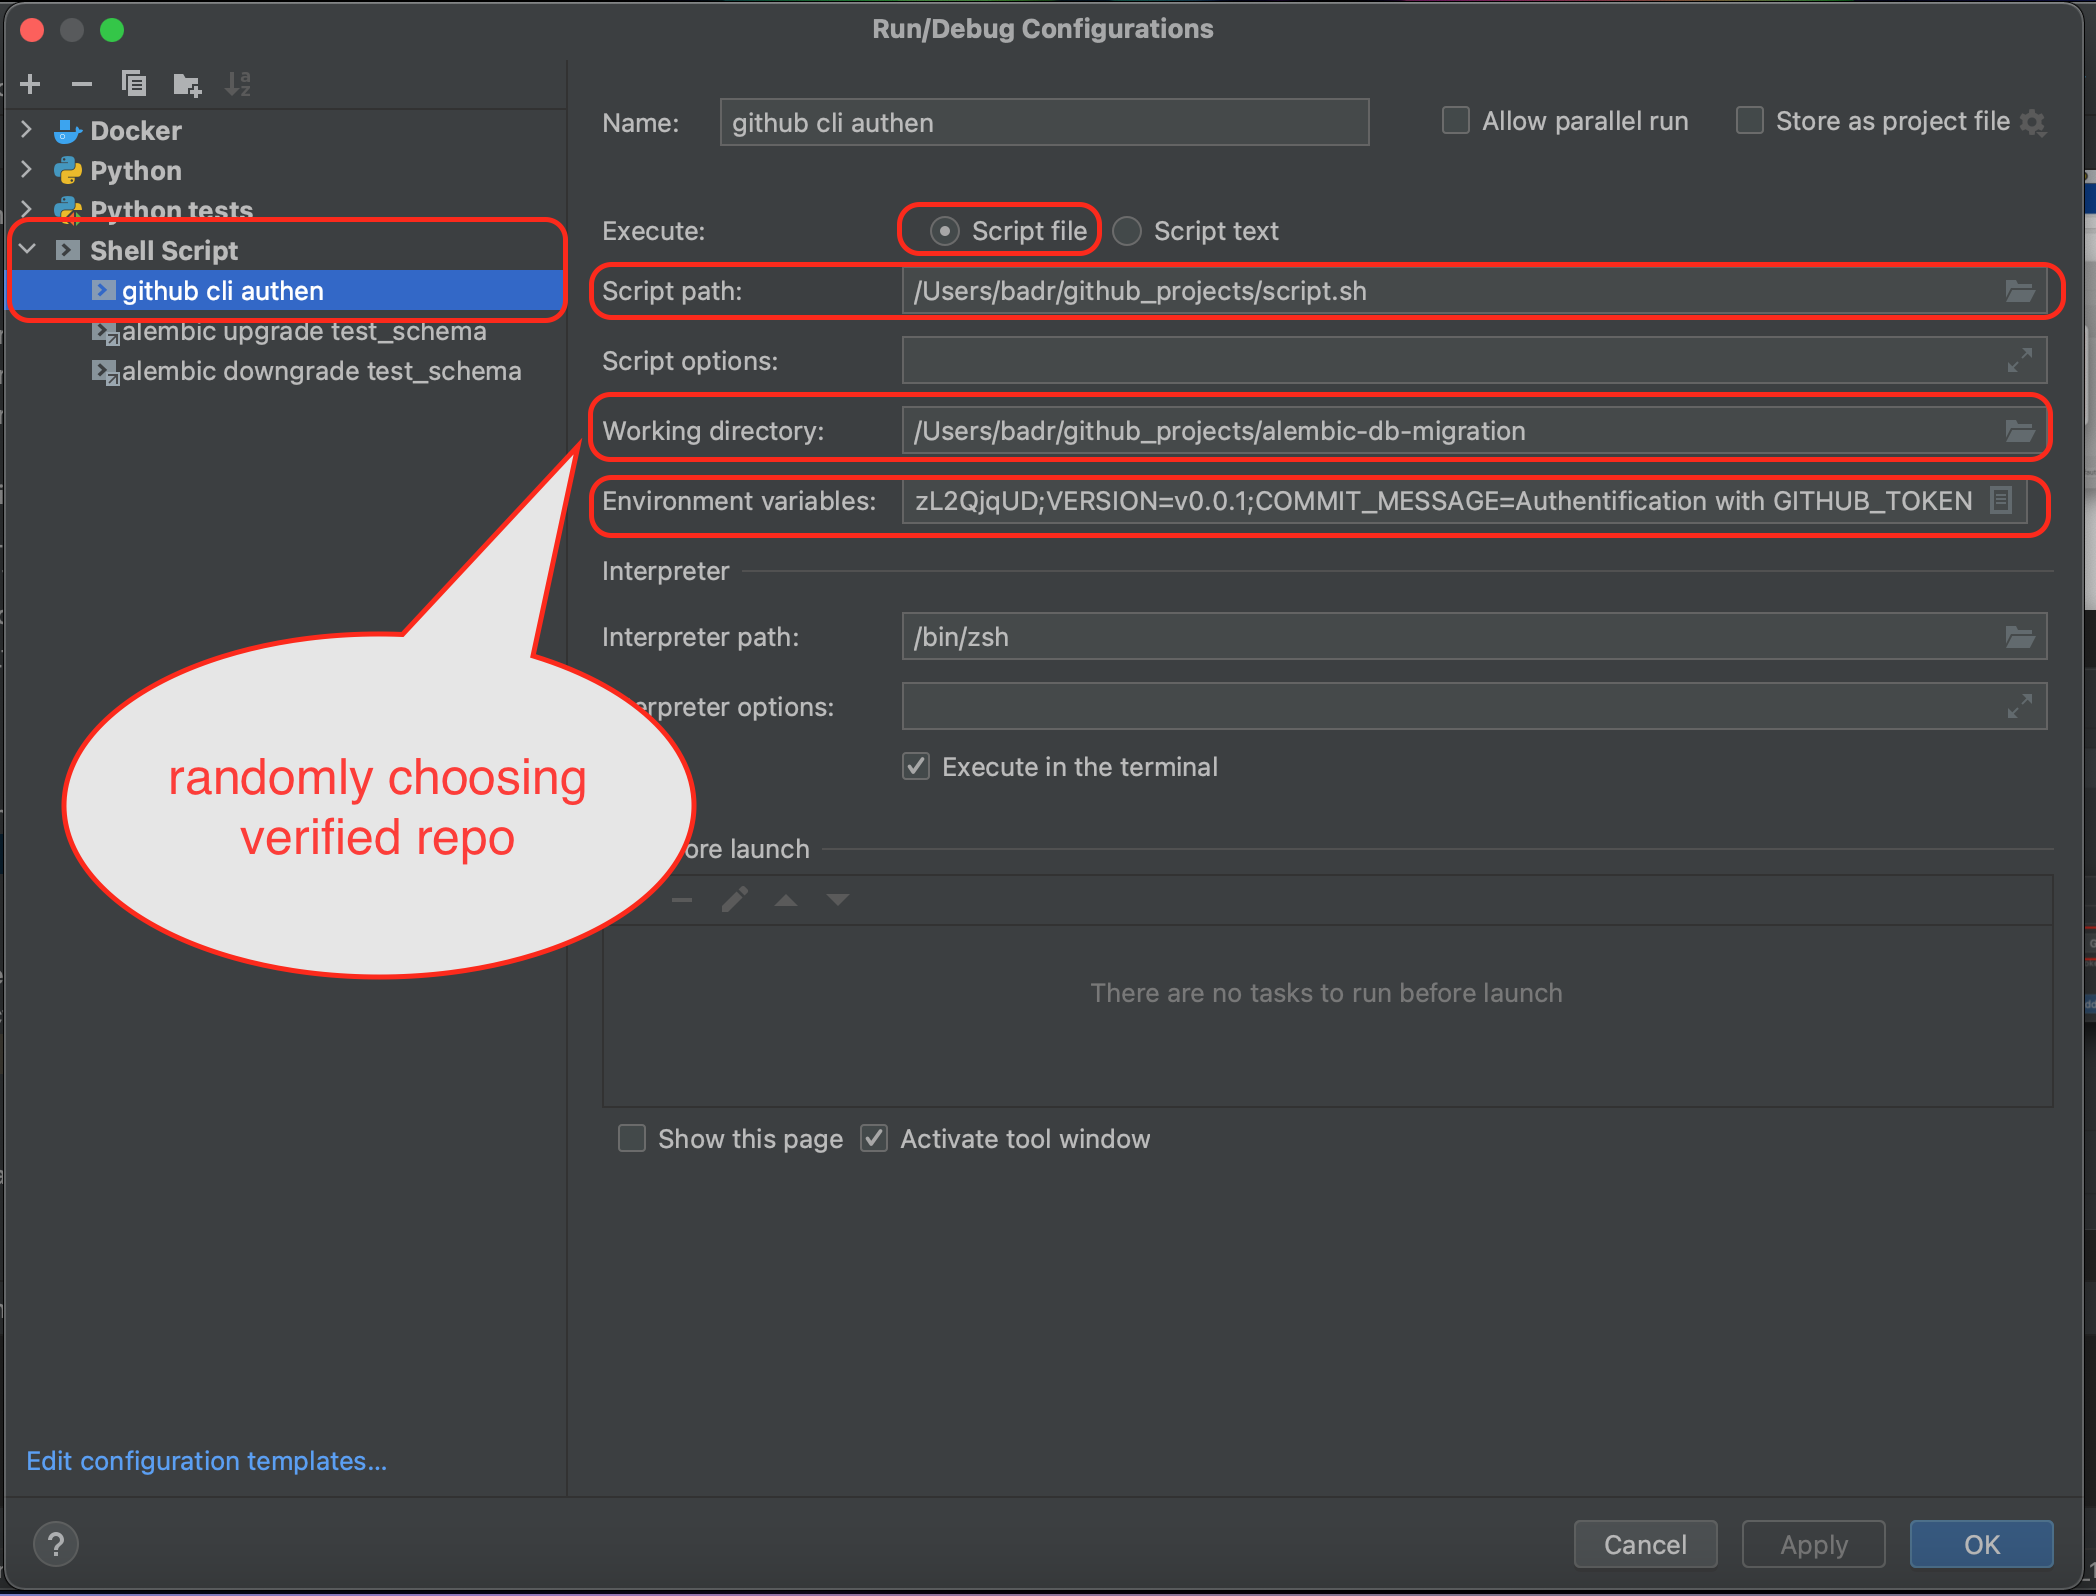 Run/Debug Configurations
Docker
Python
Python tests
Shell Script
github cli authen
alembic upgrade test_schema
alembic downgrade test_schema
Name: github cli authen
Allow parallel run
Store as project file
Execute: Script file Script text
Script path: /Users/badr/github_projects/script.sh
Script options:
Working directory: /Users/badr/github_projects/alembic-db-migration
Environment variables: zL2QjqUD;VERSION=v0.0.1;COMMIT_MESSAGE=Authentification with GITHUB_TOKEN
Interpreter
Interpreter path: /bin/zsh
erpreter options:
Execute in the terminal
randomly choosing
verified repo
ore launch
There are no tasks to run before launch
Show this page
Activate tool window
Edit configuration templates...
?
Cancel
Apply
OK